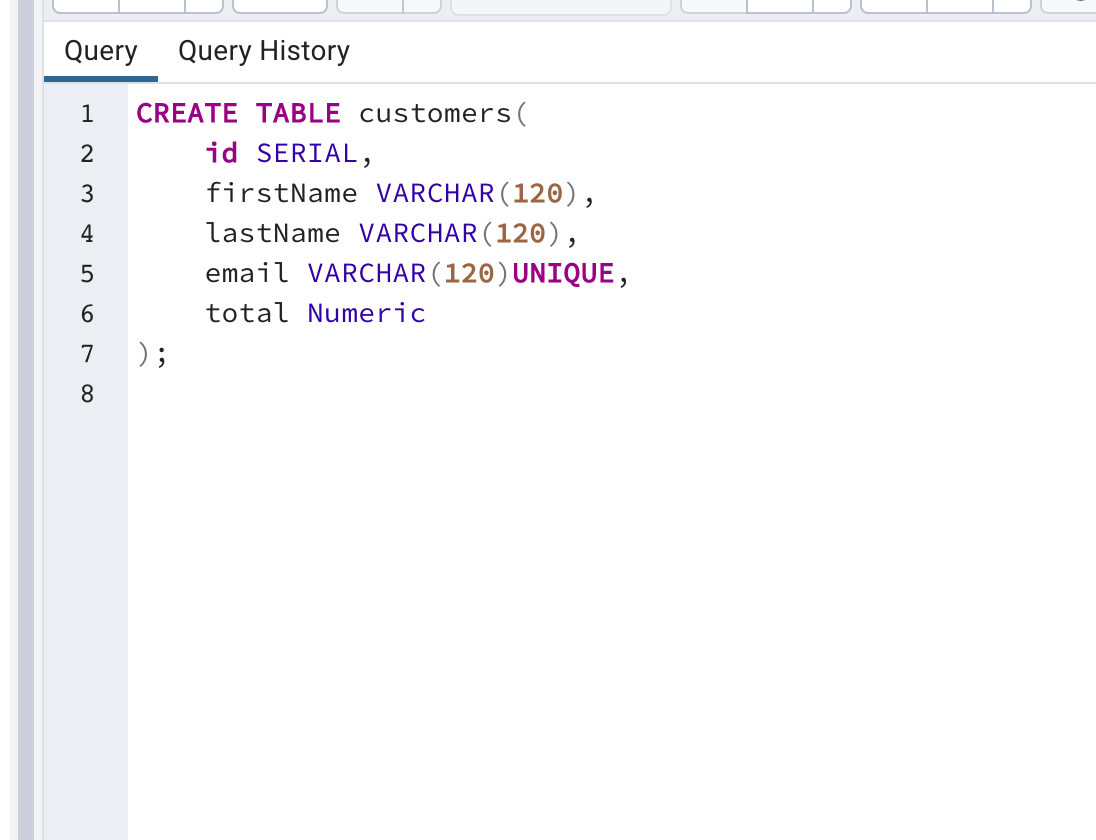 Query Query History
1 CREATE TABLE customers(
2 id SERIAL,
3 firstName VARCHAR(120),
4 lastName VARCHAR(120),
5 email VARCHAR(120)UNIQUE,
6 total Numeric
7 );
8